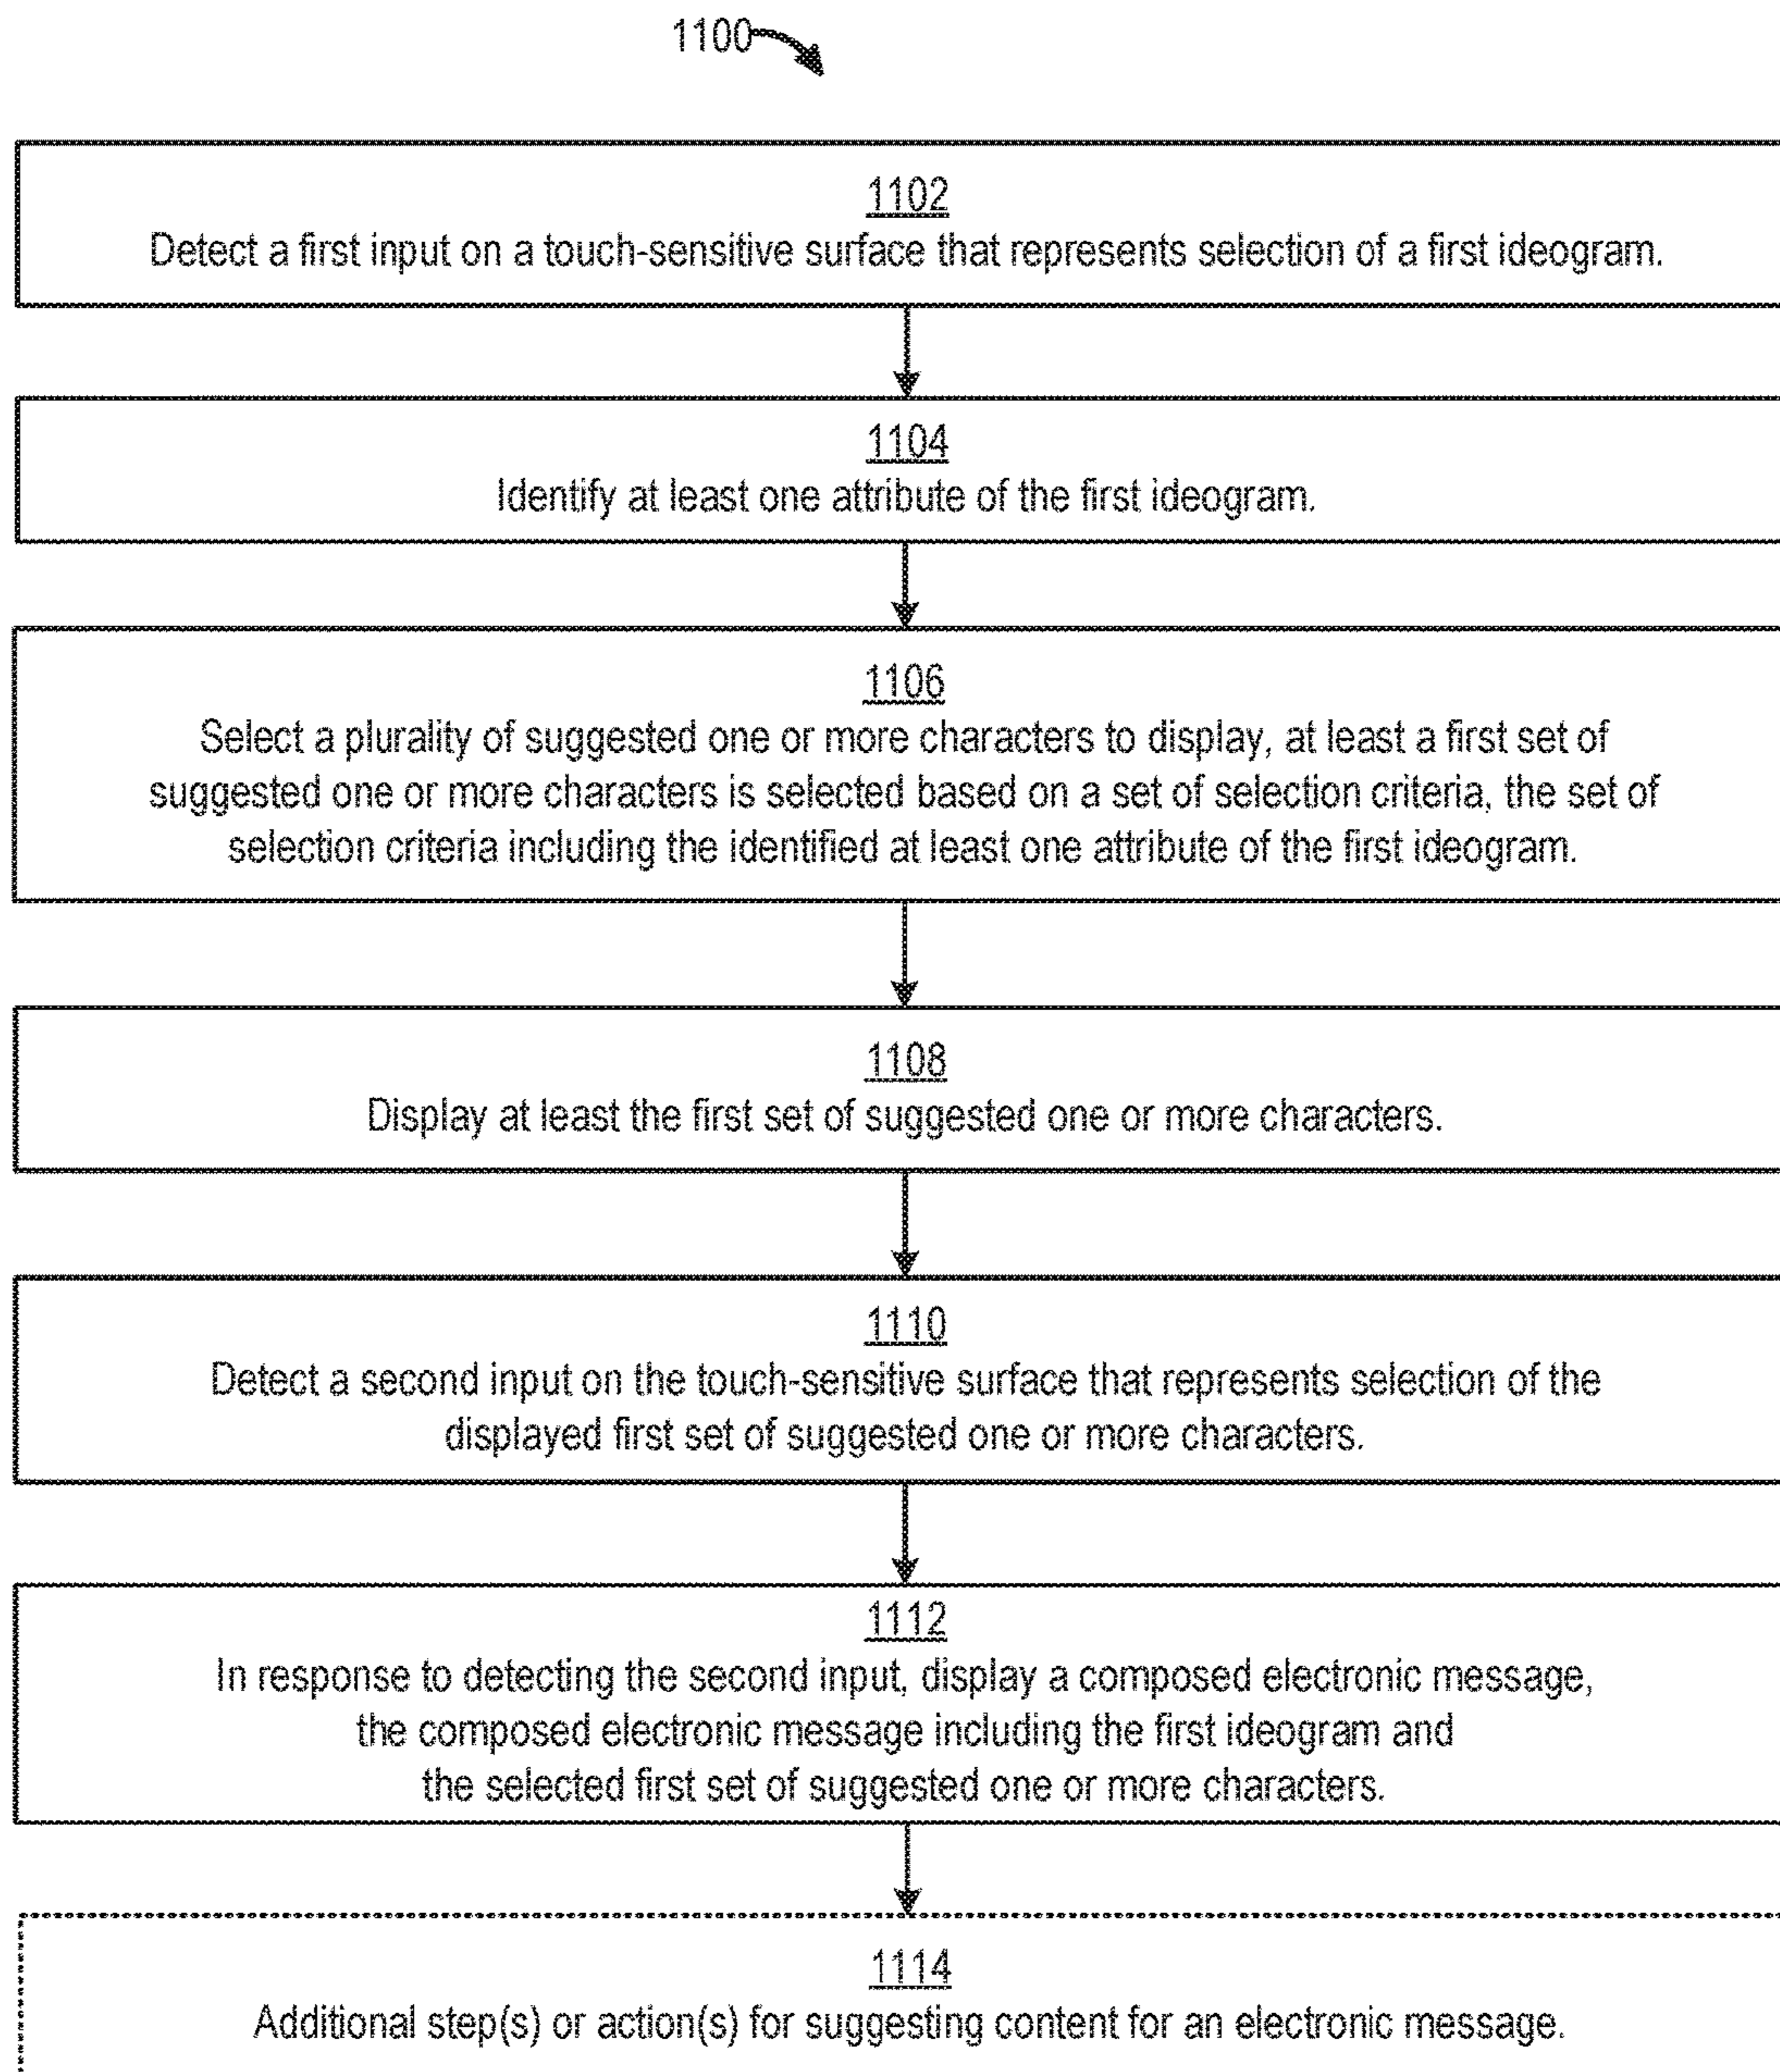 1100
1102
Detect a first input on a touch-sensitive surface that represents selection of a first ideogram.
1104
Identify at least one attribute of the first ideogram.
1106
Select a plurality of suggested one or more characters to display, at least a first set of
suggested one or more characters is selected based on a set of selection criteria, the set of
selection criteria including the identified at least one attribute of the first ideogram.
1108
Display at least the first set of suggested one or more characters.
1110
Detect a second input on the touch-sensitive surface that represents selection of the
displayed first set of suggested one or more characters.
1112
In response to detecting the second input, display a composed electronic message,
the composed electronic message including the first ideogram and
the selected first set of suggested one or more characters.
1114
Additional step(s) or action(s) for suggesting content for an electronic message.